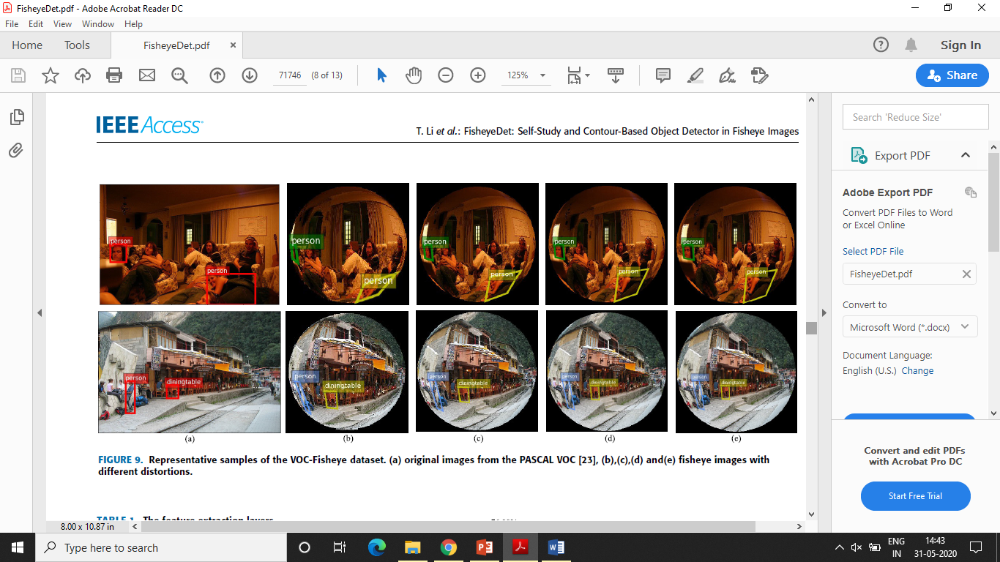 FisheyeDet.pdf - Adobe Acrobat Reader DC
File Edit View Window Help
Home Tools FisheyeDet.pdf × Sign In
71746 (8 of 13) 125% Share
IEEE Access
T. Li et al.: FisheyeDet: Self-Study and Contour-Based Object Detector in Fisheye Images
person person person person person
person person person person person
person person person person person
diningtable diningtable diningtable diningtable diningtable
(a) (b) (c) (d) (e)
FIGURE 9. Representative samples of the VOC-Fisheye dataset. (a) original images from the PASCAL VOC [23], (b),(c),(d) and(e) fisheye images with
different distortions.
TABLE 1. The feature extraction layers.
8.00 x 10.87 in
Search 'Reduce Size'
Export PDF
Adobe Export PDF
Convert PDF Files to Word
or Excel Online
Select PDF File
FisheyeDet.pdf
Convert to
Microsoft Word (*.docx)
Document Language:
English (U.S.) Change
Convert and edit PDFs
with Acrobat Pro DC
Start Free Trial
Type here to search
ENG
IN
14:43
31-05-2020